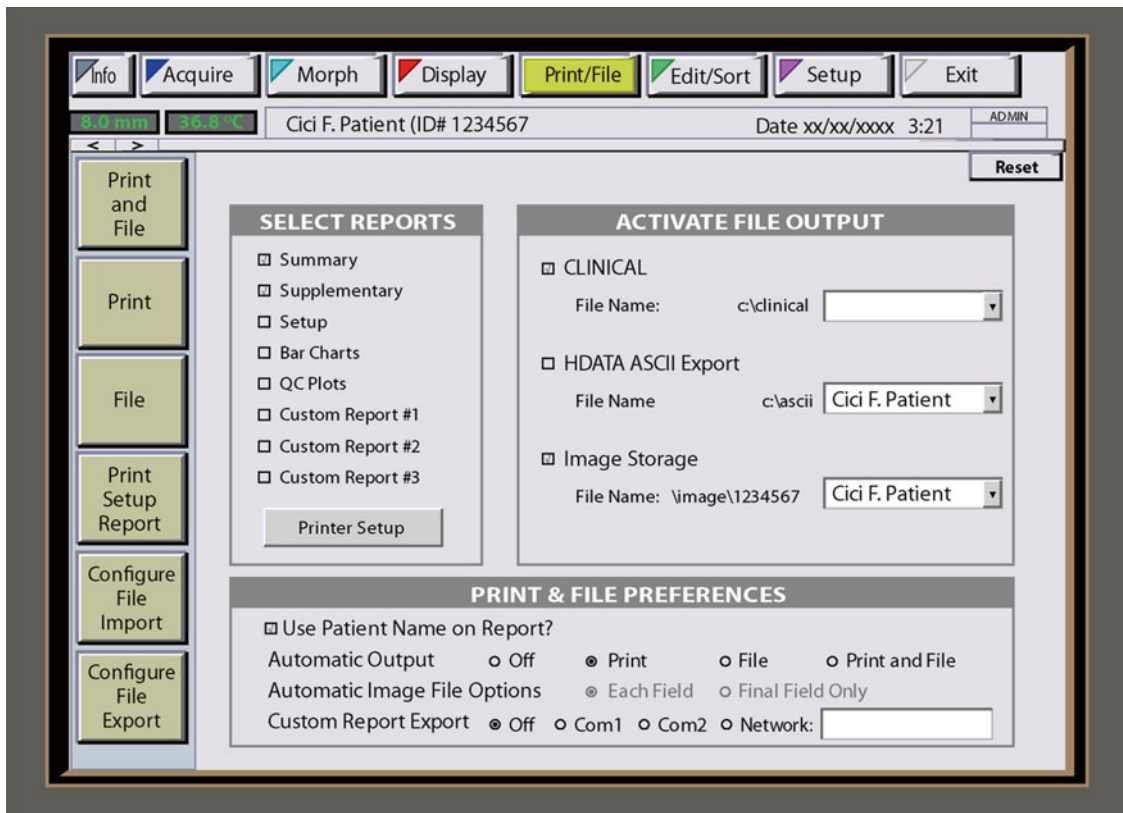 Info Acquire Morph Display Print/File Edit/Sort Setup Exit
8.0 mm 36.8 °C Cici F. Patient (ID# 1234567 Date xx/xx/xxxx 3:21 ADMIN
< >
Reset
Print
and
File
Print
File
Print
Setup
Report
Configure
File
Import
Configure
File
Export
SELECT REPORTS
Summary
Supplementary
Setup
Bar Charts
QC Plots
Custom Report #1
Custom Report #2
Custom Report #3
Printer Setup
ACTIVATE FILE OUTPUT
CLINICAL
File Name: c:\clinical
HDATA ASCII Export
File Name c:\ascii Cici F. Patient
Image Storage
File Name: \image\1234567 Cici F. Patient
PRINT & FILE PREFERENCES
Use Patient Name on Report?
Automatic Output Off Print File Print and File
Automatic Image File Options Each Field Final Field Only
Custom Report Export Off Com1 Com2 Network: